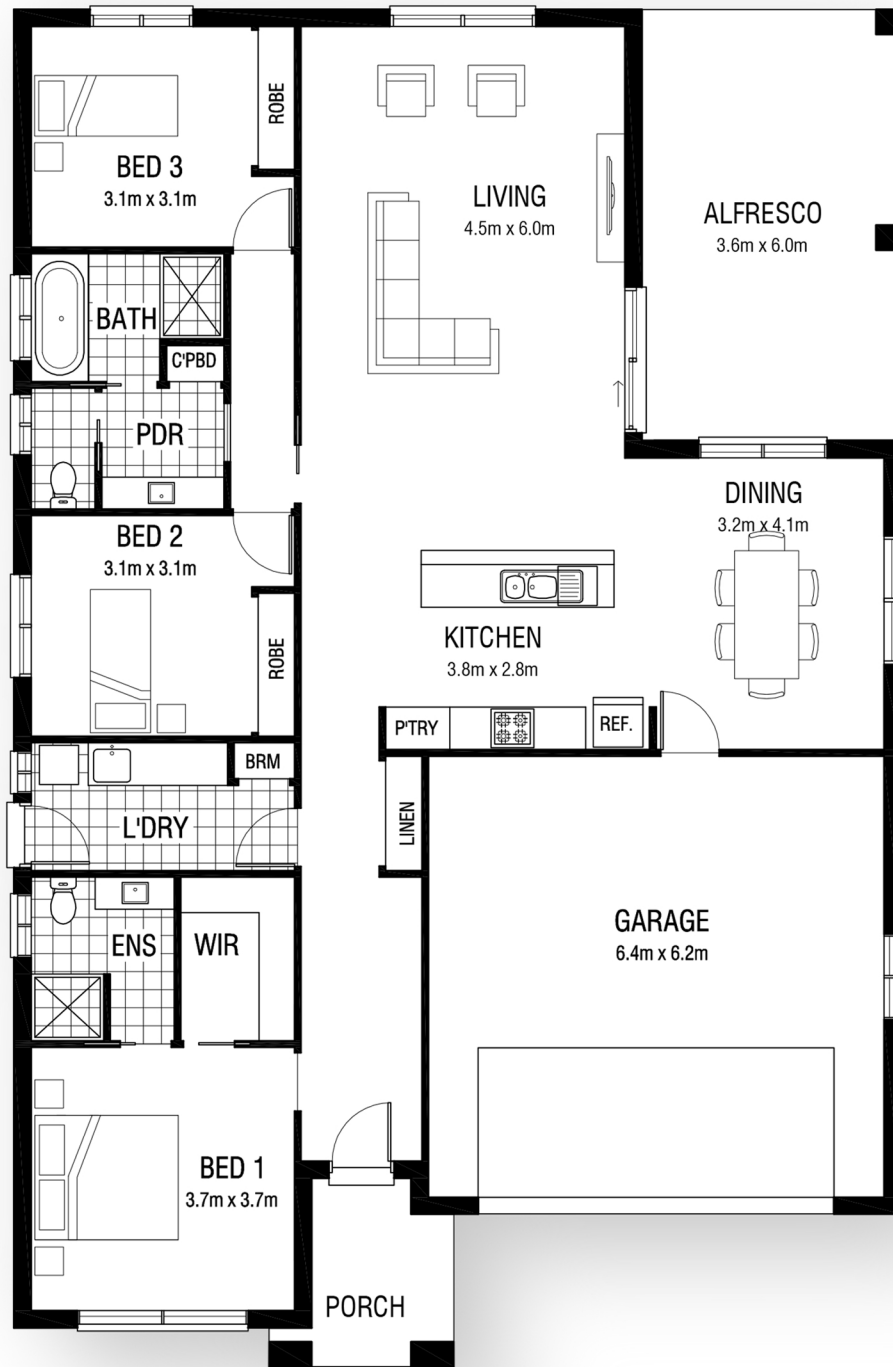 BED 3
3.1m x 3.1m
ROBE
LIVING
4.5m x 6.0m
ALFRESCO
3.6m x 6.0m
BATH
C'PBD
PDR
BED 2
3.1m x 3.1m
ROBE
DINING
3.2m x 4.1m
KITCHEN
3.8m x 2.8m
P'TRY
REF.
BRM
L'DRY
LINEN
ENS
WIR
GARAGE
6.4m x 6.2m
BED 1
3.7m x 3.7m
PORCH